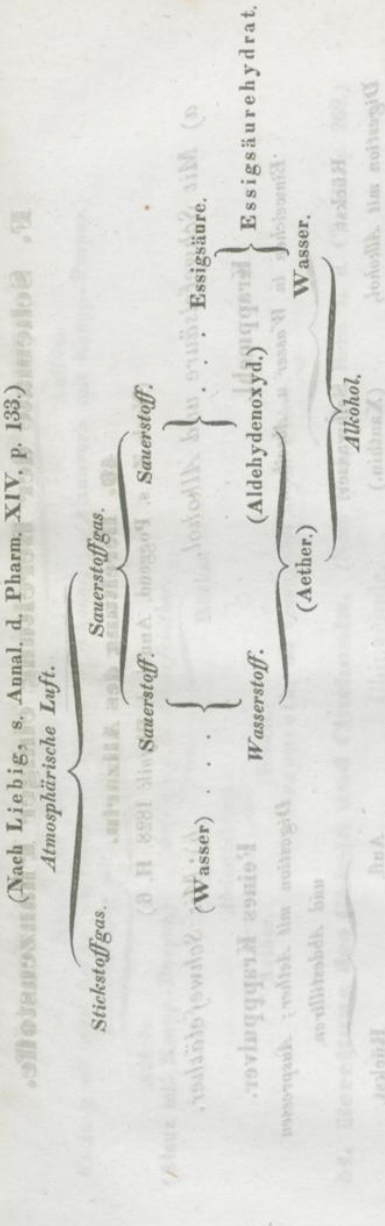 (Nach Liebig, s. Annal. d. Pharm. XIV, p. 133.)
Atmosphärische Luft.
Stickstoffgas. Sauerstoffgas.
Sauerstoff. Sauerstoff.
(Wasser) . . . . . . Essigsäure.
Wasserstoff. (Aldehydenoxyd.) Essigsäurehydrat.
(Aether.) Wasser.
Alkohol.